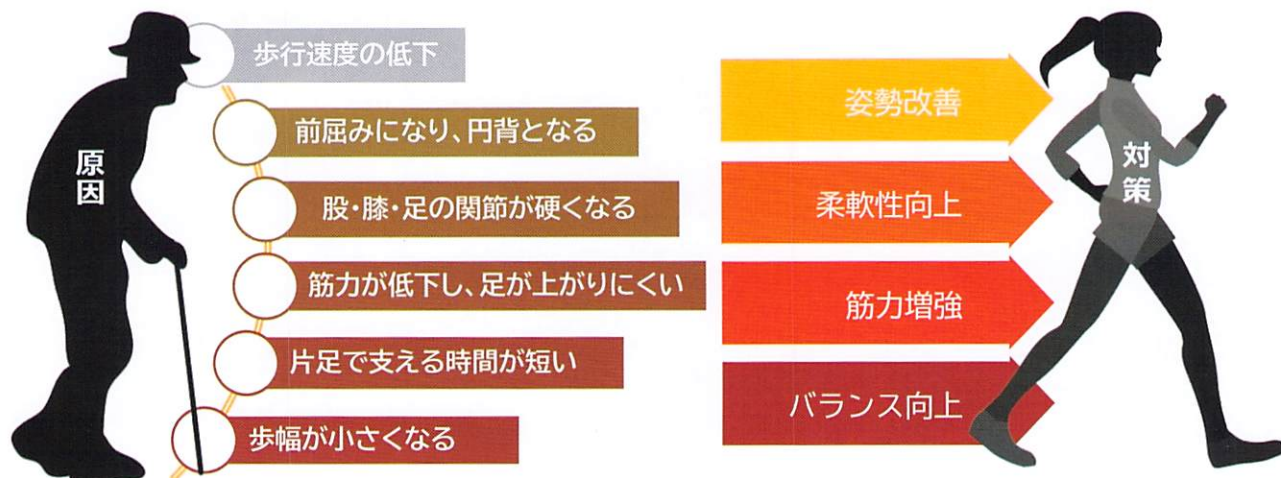 原因
歩行速度の低下
前屈みになり、円背となる
股・膝・足の関節が硬くなる
筋力が低下し、足が上がりにくい
片足で支える時間が短い
歩幅が小さくなる
姿勢改善
柔軟性向上
筋力増強
バランス向上
対策